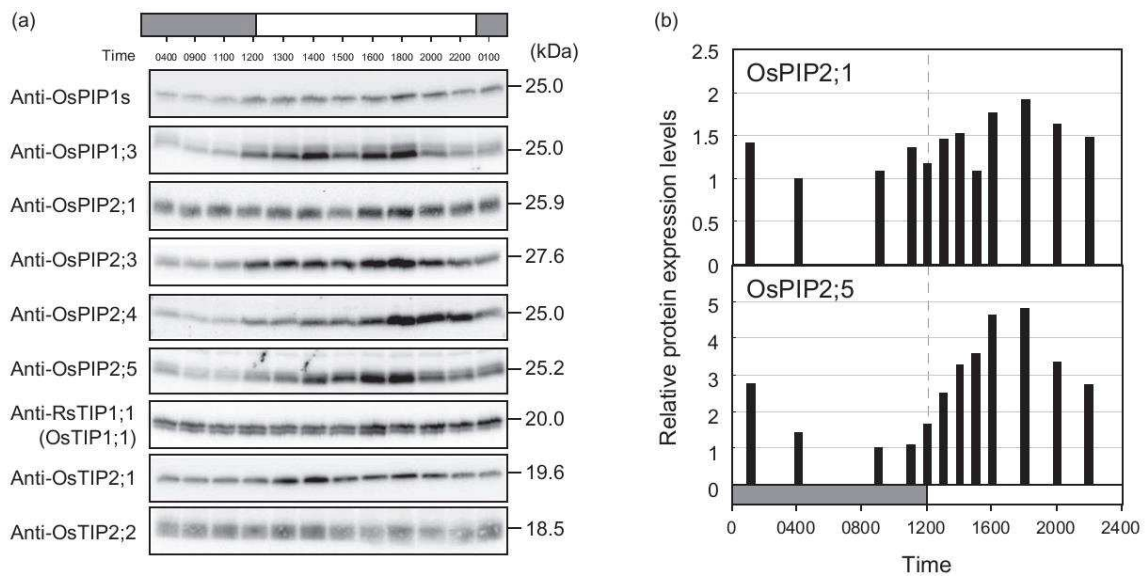 (a)
Time 0400 0900 1100 1200 1300 1400 1500 1600 1800 2000 2200 0100 (kDa)
Anti-OsPIP1s 25.0
Anti-OsPIP1;3 25.0
Anti-OsPIP2;1 25.9
Anti-OsPIP2;3 27.6
Anti-OsPIP2;4 25.0
Anti-OsPIP2;5 25.2
Anti-RsTIP1;1 20.0
(OsTIP1;1)
Anti-OsTIP2;1 19.6
Anti-OsTIP2;2 18.5
(b)
Relative protein expression levels
2.5
OsPIP2;1
2
1.5
1
0.5
0
OsPIP2;5
5
4
3
2
1
0
0 0400 0800 1200 1600 2000 2400
Time